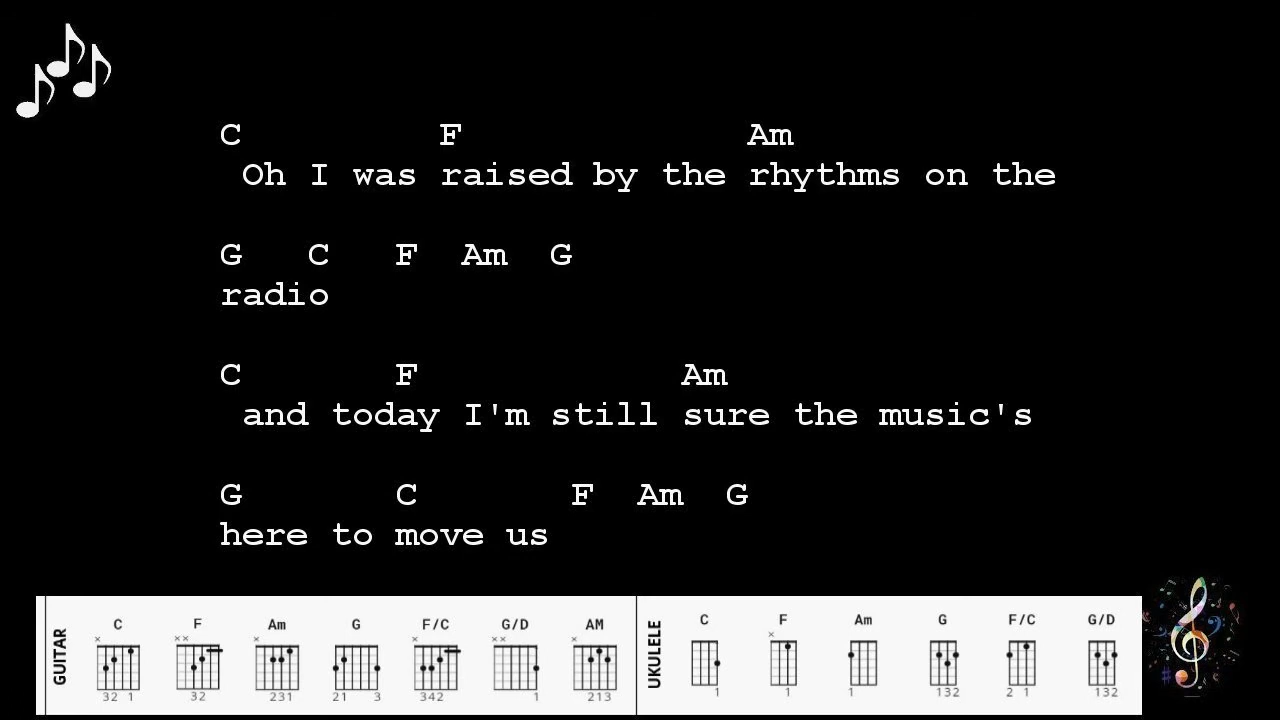 C F Am
Oh I was raised by the rhythms on the
G C F Am G
radio
C F Am
and today I'm still sure the music's
G C F Am G
here to move us
GUITAR
C F Am G F/C G/D AM
× ×× × × ×× ×
32 1 32 231 21 3 342 1 213
UKULELE
C F Am G F/C G/D
×
1 1 1 132 2 1 132